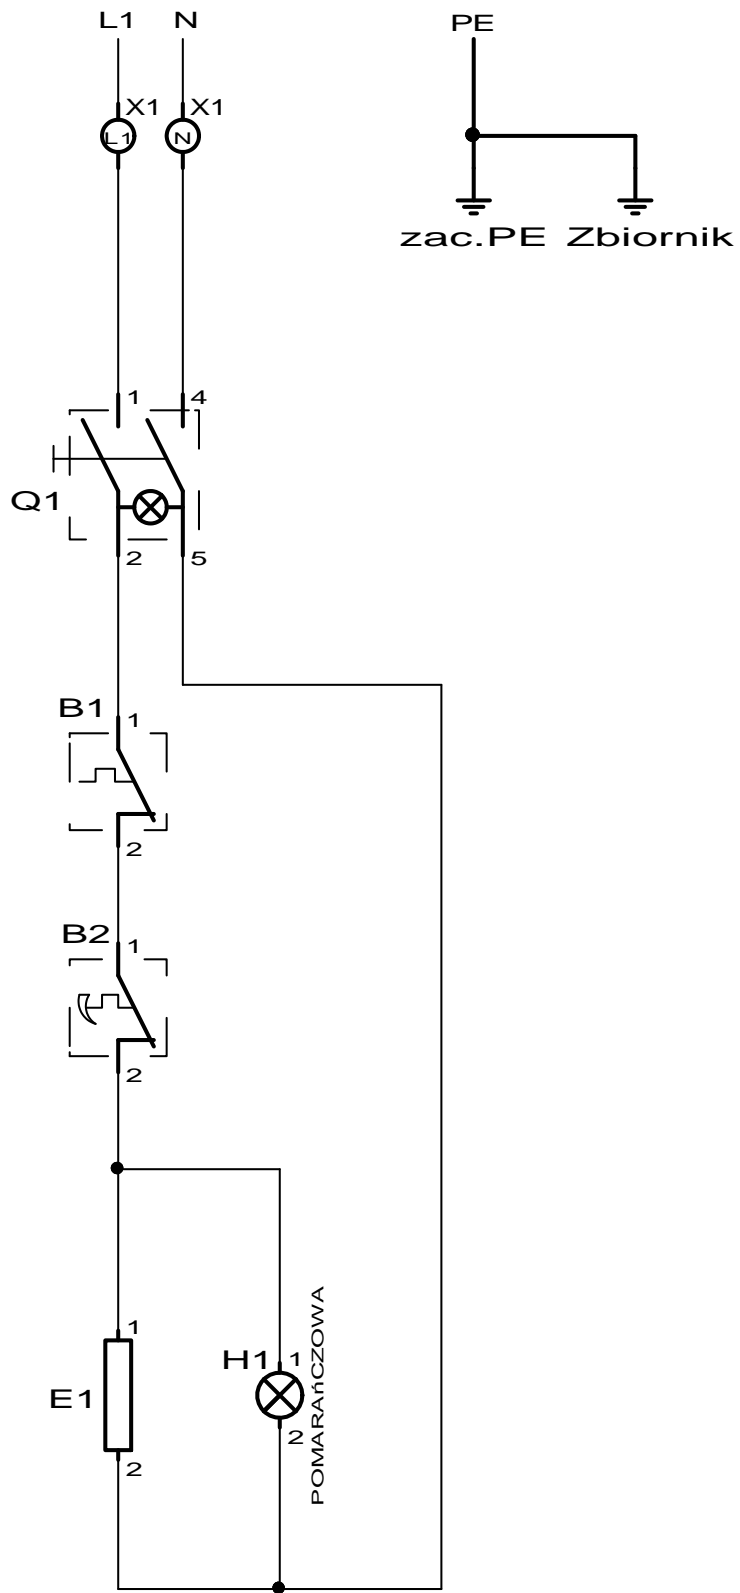 L1 N PE
X1 X1
L1 N
zac.PE Zbiornik
1 4
Q1
2 5
B1 1
2
B2 1
2
1
H1 1
E1
2
2
POMARAńCZOWA